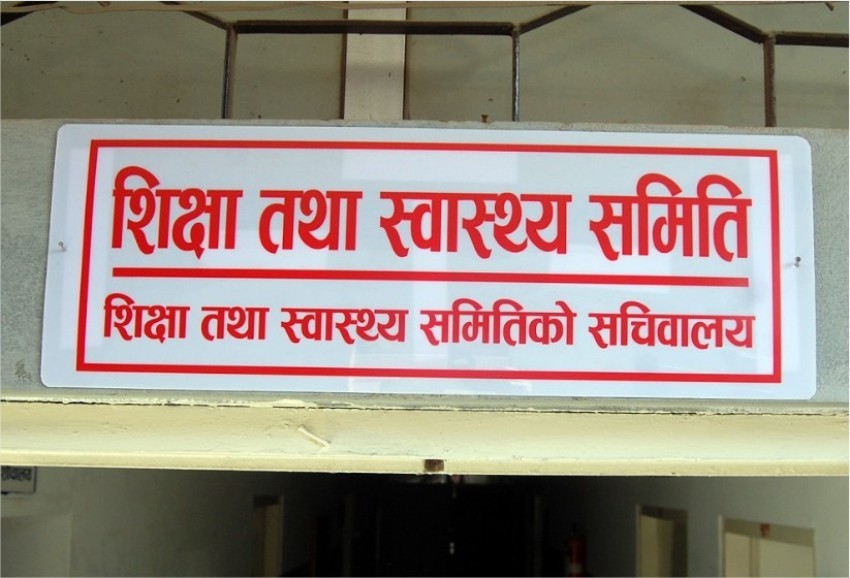 शिक्षा तथा स्वास्थ्य समिति
शिक्षा तथा स्वास्थ्य समितिको सचिवालय